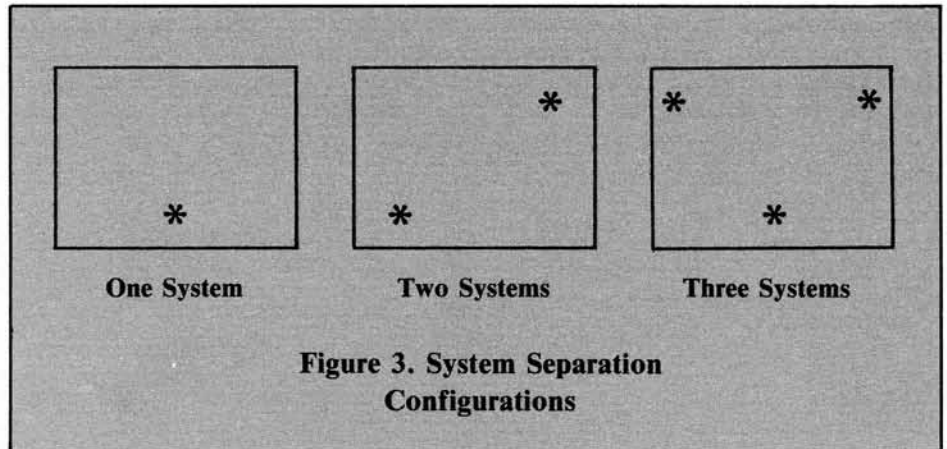 *
* *
* * *
One System Two Systems Three Systems
Figure 3. System Separation
Configurations